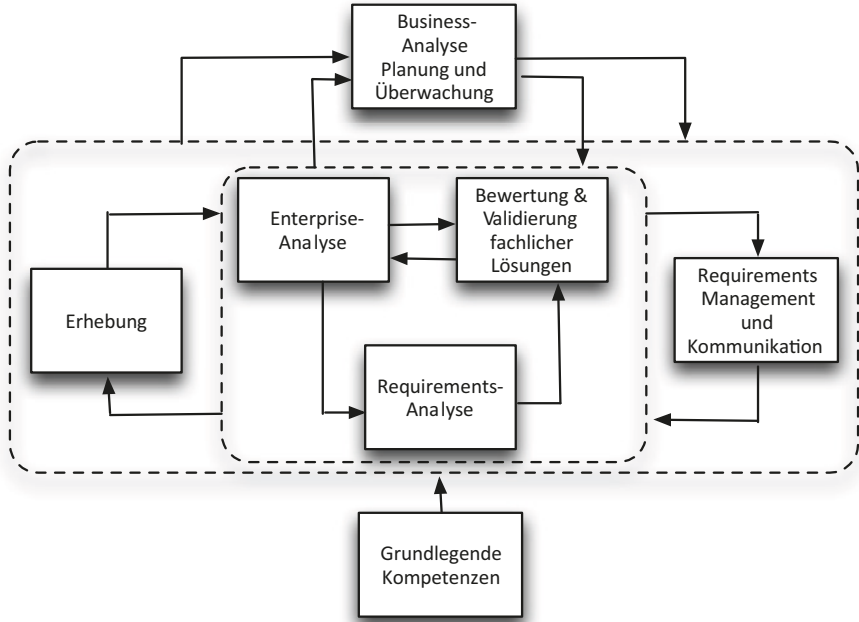 Business-
Analyse
Planung und
Überwachung
Enterprise-
Analyse
Bewertung &
Validierung
fachlicher
Lösungen
Erhebung
Requirements
Management
und
Kommunikation
Requirements-
Analyse
Grundlegende
Kompetenzen